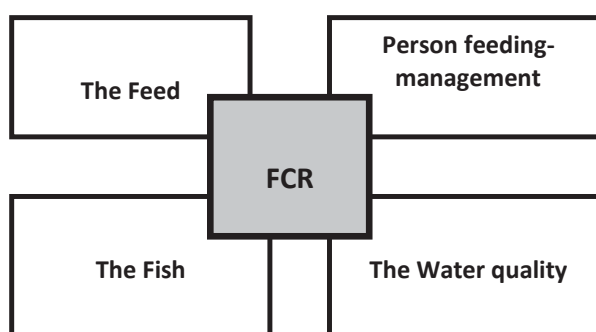 The Feed
Person feeding-
management
FCR
The Fish
The Water quality